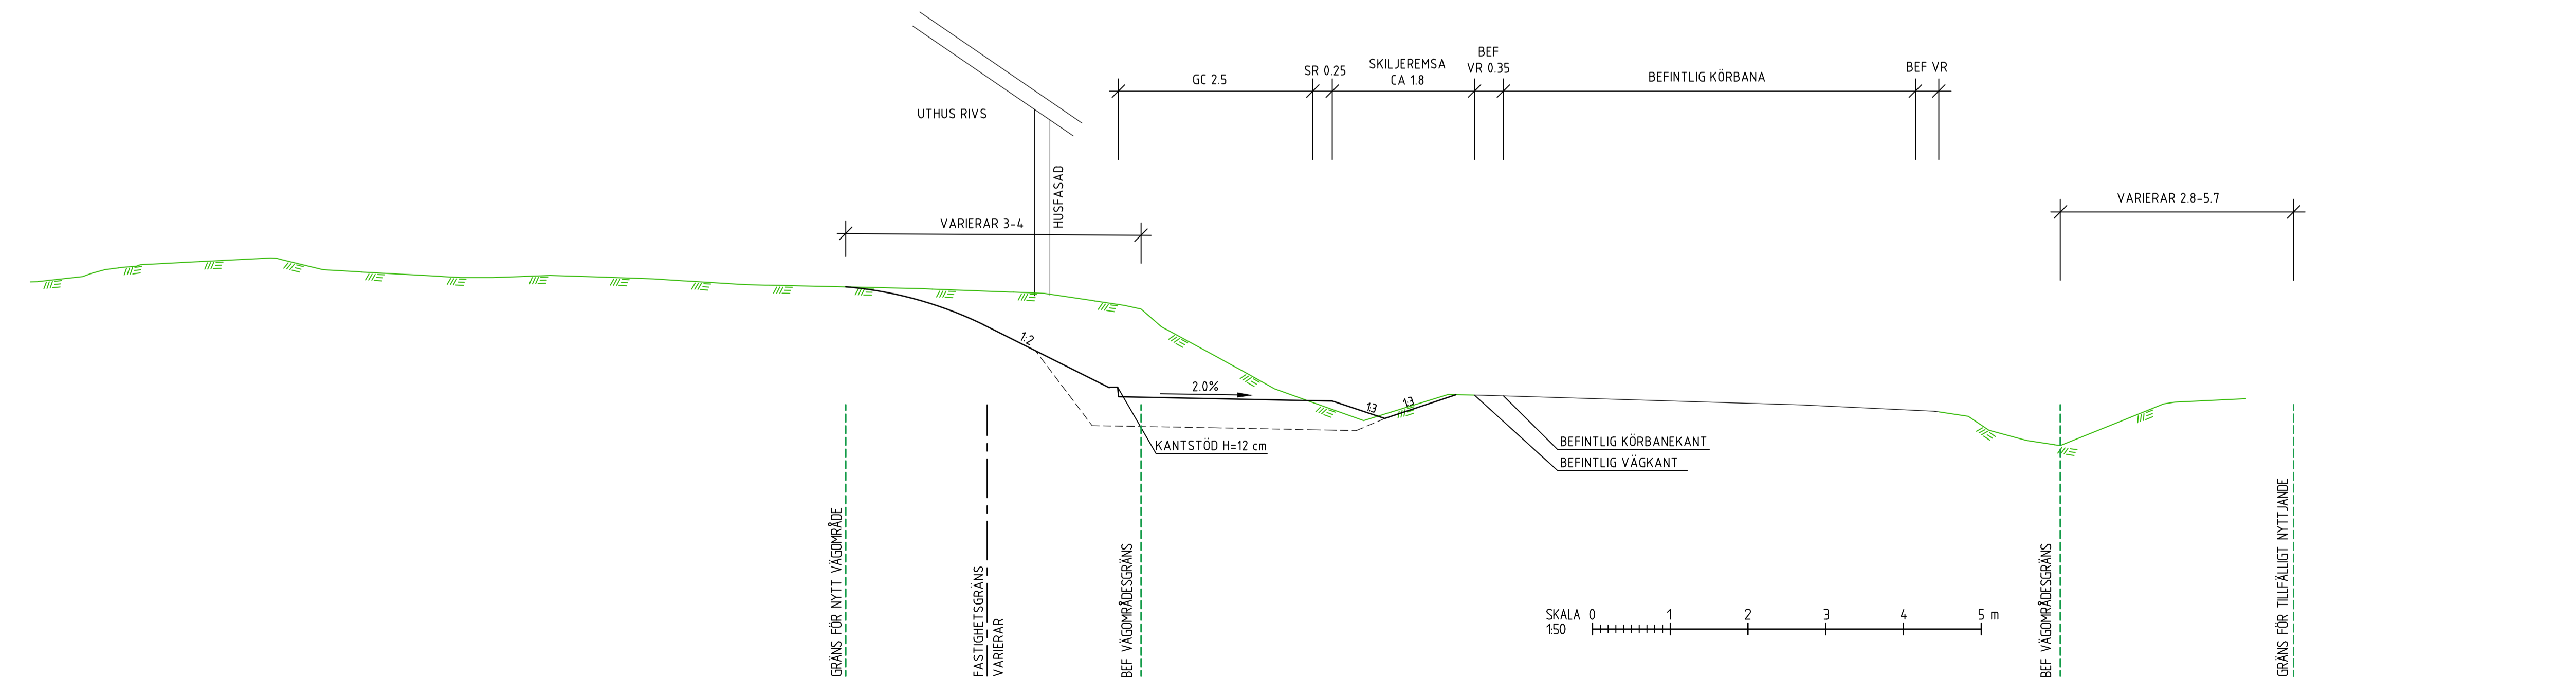 BEF
SKILJEREMSA
SR 0.25
VR 0.35
BEF VR
GC 2.5
CA 1.8
BEFINTLIG KÖRBANA
UTHUS RIVS
HUSFASAD
VARIERAR 3-4
VARIERAR 2.8-5.7
1:2
2.0%
1:3
1:3
KANTSTÖD H=12 cm
BEFINTLIG KÖRBANEKANT
BEFINTLIG VÄGKANT
GRÄNS FÖR NYTT VÄGOMRÅDE
FASTIGHETSGRÄNS
VARIERAR
BEF VÄGOMRÅDESGRÄNS
SKALA 0 1 2 3 4 5 m
1:50
BEF VÄGOMRÅDESGRÄNS
GRÄNS FÖR TILLFÄLLIGT NYTTJANDE